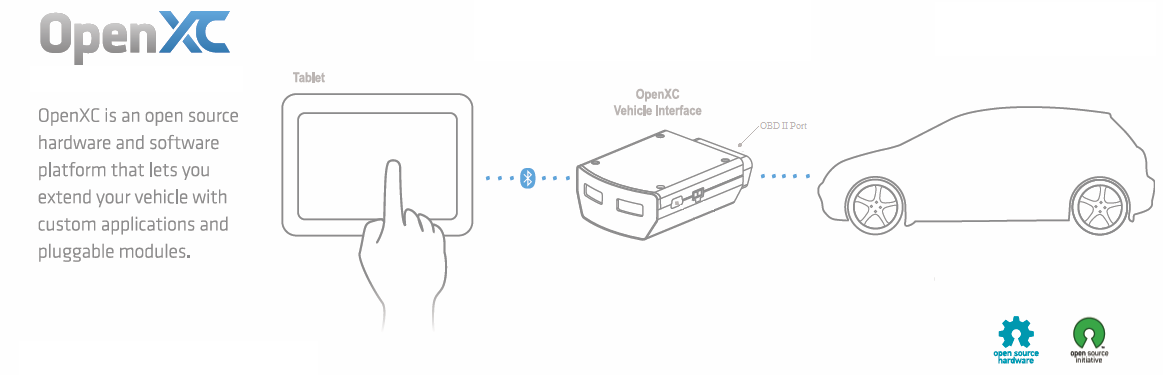 OpenXC
OpenXC is an open source
hardware and software
platform that lets you
extend your vehicle with
custom applications and
pluggable modules.
Tablet
OpenXC
Vehicle Interface
OBD II Port
open source
hardware
open source
initiative